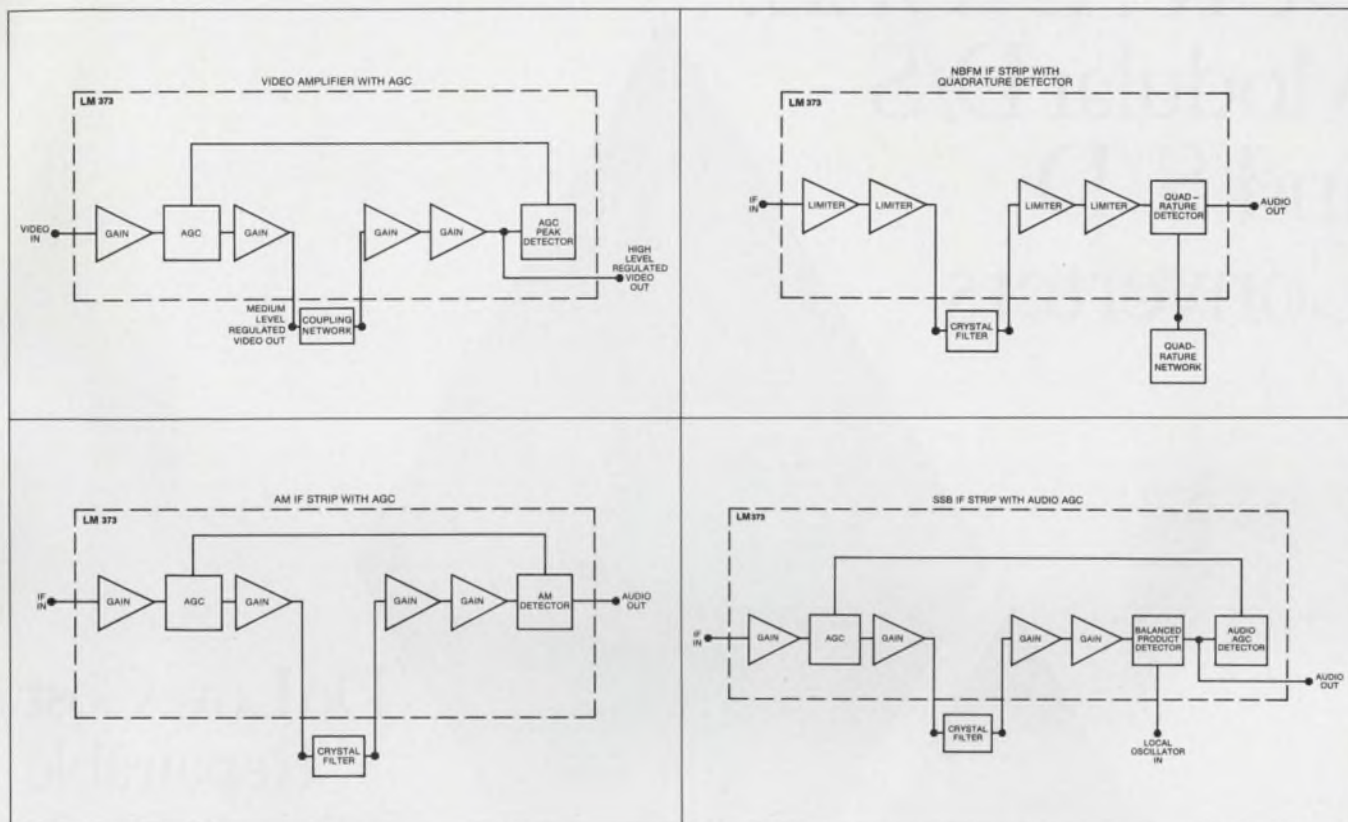 VIDEO AMPLIFIER WITH AGC
LM 373
VIDEO
IN
GAIN
AGC
GAIN
GAIN
GAIN
AGC
PEAK
DETECTOR
HIGH
LEVEL
REGULATED
VIDEO
OUT
MEDIUM
LEVEL
REGULATED
VIDEO OUT
COUPLING
NETWORK
NBFM IF STRIP WITH
QUADRATURE DETECTOR
LM 373
IF
IN
LIMITER
LIMITER
LIMITER
LIMITER
QUAD-
RATURE
DETECTOR
AUDIO
OUT
CRYSTAL
FILTER
QUAD-
RATURE
NETWORK
AM IF STRIP WITH AGC
LM 373
IF
IN
GAIN
AGC
GAIN
GAIN
GAIN
AM
DETECTOR
AUDIO
OUT
CRYSTAL
FILTER
SSB IF STRIP WITH AUDIO AGC
LM 373
IF
IN
GAIN
AGC
GAIN
GAIN
GAIN
BALANCED
PRODUCT
DETECTOR
AUDIO
AGC
DETECTOR
AUDIO
OUT
CRYSTAL
FILTER
LOCAL
OSCILLATOR
IN